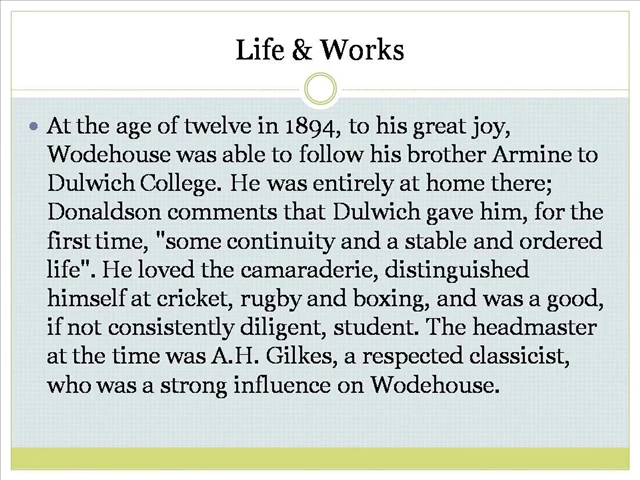 Life & Works
• At the age of twelve in 1894, to his great joy,
Wodehouse was able to follow his brother Armine to
Dulwich College. He was entirely at home there;
Donaldson comments that Dulwich gave him, for the
first time, "some continuity and a stable and ordered
life". He loved the camaraderie, distinguished
himself at cricket, rugby and boxing, and was a good,
if not consistently diligent, student. The headmaster
at the time was A.H. Gilkes, a respected classicist,
who was a strong influence on Wodehouse.